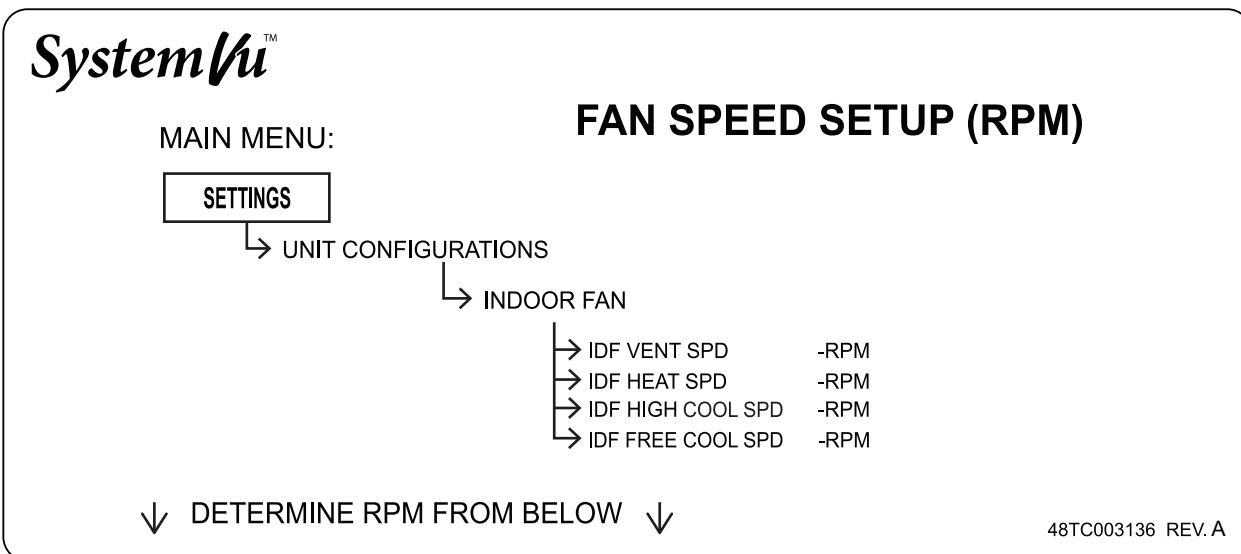 SystemVu™
FAN SPEED SETUP (RPM)
MAIN MENU:
SETTINGS
UNIT CONFIGURATIONS
INDOOR FAN
IDF VENT SPD -RPM
IDF HEAT SPD -RPM
IDF HIGH COOL SPD -RPM
IDF FREE COOL SPD -RPM
DETERMINE RPM FROM BELOW
48TC003136 REV. A